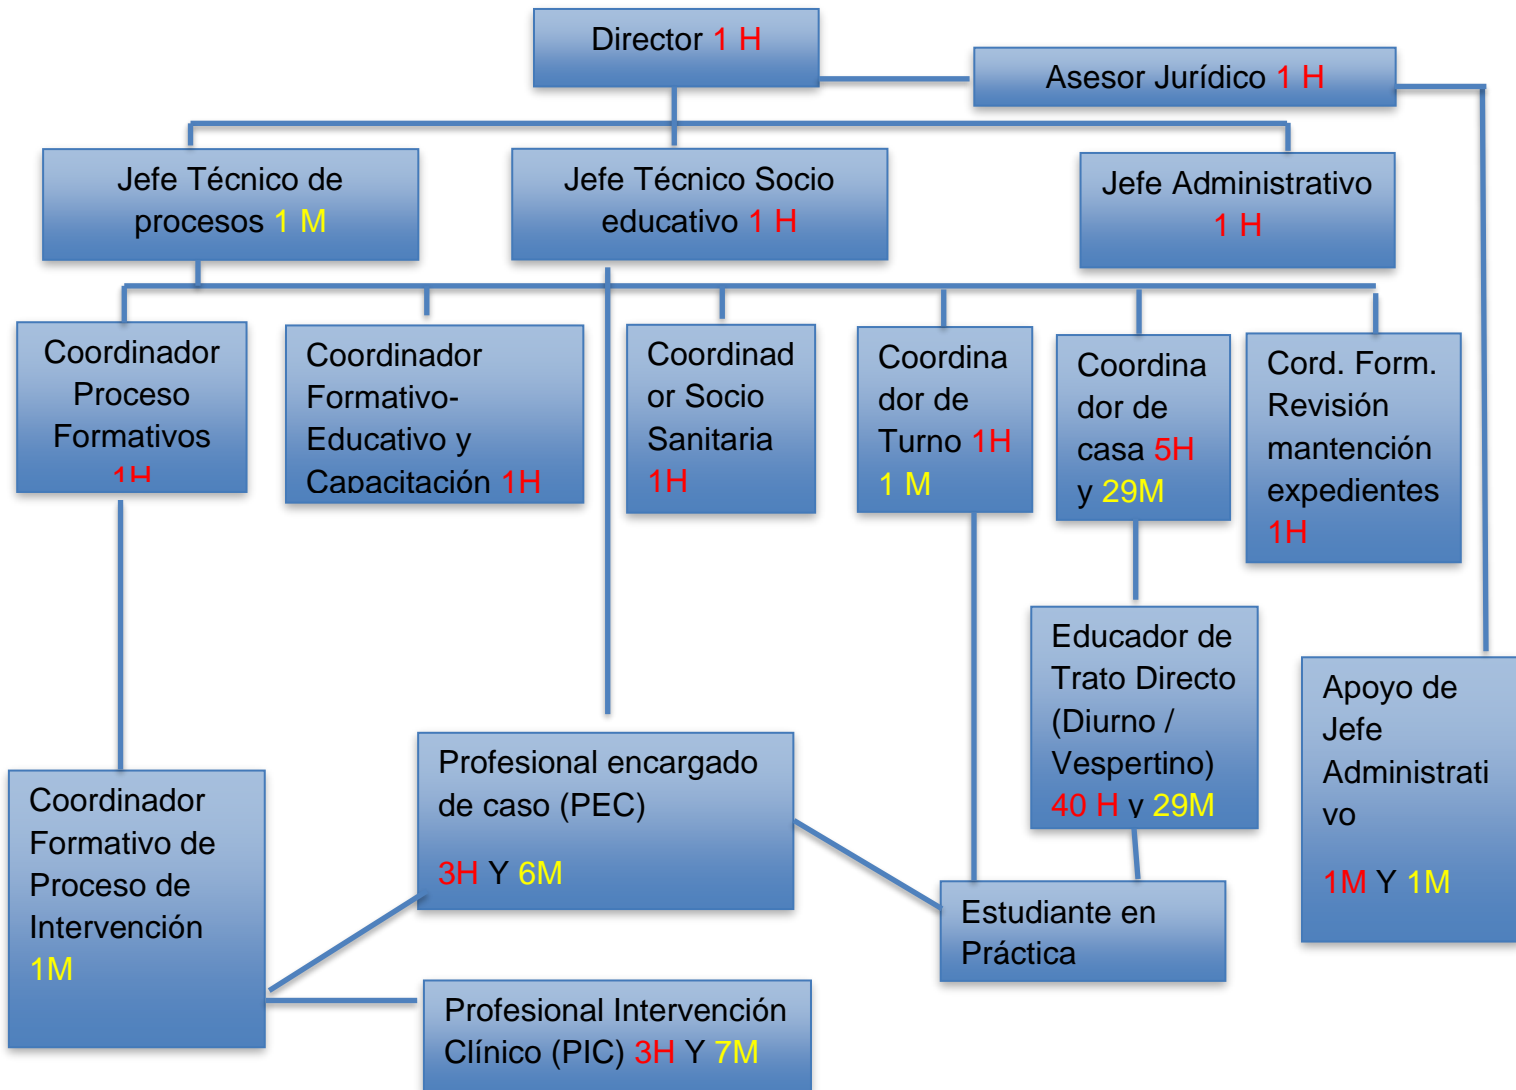 Director 1 H
Asesor Jurídico 1 H
Jefe Técnico de
procesos 1 M
Jefe Técnico Socio
educativo 1 H
Jefe Administrativo
1 H
Coordinador
Proceso
Formativos
1H
Coordinador
Formativo-
Educativo y
Capacitación 1H
Coordinad
or Socio
Sanitaria
1H
Coordina
dor de
Turno 1H
1 M
Coordina
dor de
casa 5H
y 29M
Cord. Form.
Revisión
mantención
expedientes
1H
Educador de
Trato Directo
(Diurno /
Vespertino)
40 H y 29M
Apoyo de
Jefe
Administrati
vo
1M Y 1M
Profesional encargado
de caso (PEC)
3H Y 6M
Coordinador
Formativo de
Proceso de
Intervención
1M
Estudiante en
Práctica
Profesional Intervención
Clínico (PIC) 3H Y 7M